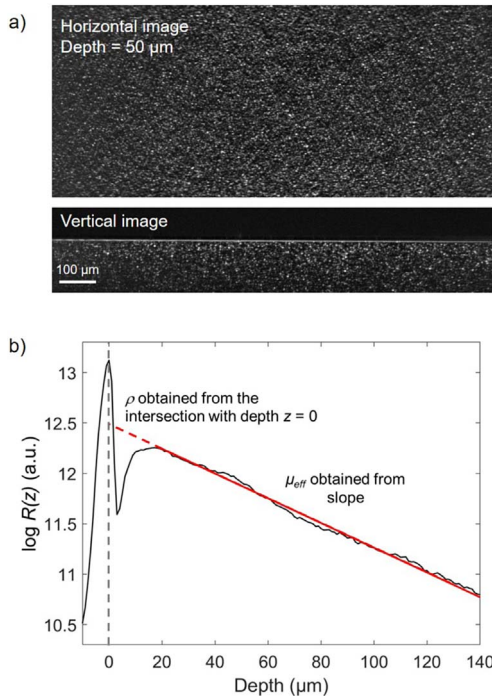 a)
Horizontal image
Depth = 50 µm
Vertical image
100 µm
b)
13
12.5
12
11.5
11
10.5
log R(z) (a.u.)
ρ obtained from the
intersection with depth z = 0
μeff obtained from
slope
0 20 40 60 80 100 120 140
Depth (µm)